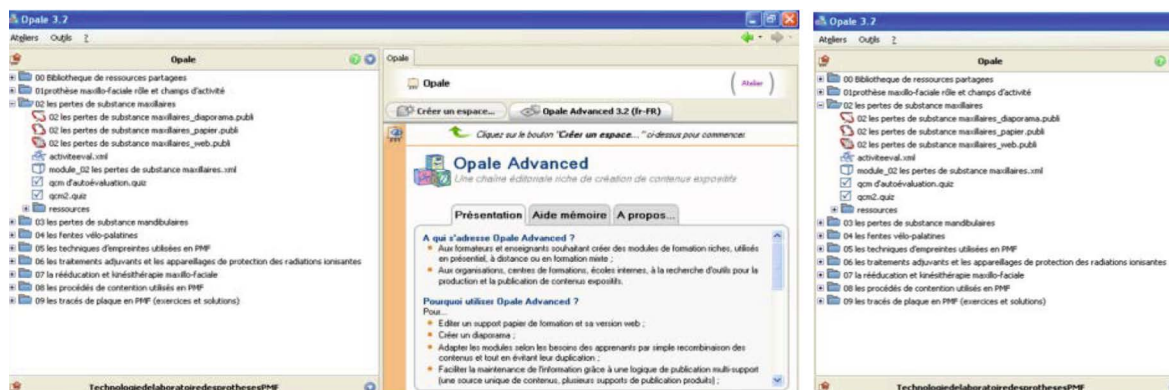 Opale 3.2
Ateliers Outils ?
Opale
00 Bibliotheque de ressources partagees
01prothèse maxillo-faciale rôle et champs d'activité
02 les pertes de substance maxillaires
02 les pertes de substance maxillaires_diaporama.publi
02 les pertes de substance maxillaires_papier.publi
02 les pertes de substance maxillaires_web.publi
activiteeval.xml
module_02 les pertes de substance maxillaires.xml
qcm d'autoévaluation.quiz
qcm2.quiz
ressources
03 les pertes de substance mandibulaires
04 les fentes vélo-palatines
05 les techniques d'empreintes utilisées en PMF
06 les traitements adjuvants et les appareillages de protection des radiations ionisantes
07 la rééducation et kinésithérapie maxillo-faciale
08 les procédés de contention utilisés en PMF
09 les tracés de plaque en PMF (exercices et solutions)
TechnologiedelaboratoiredesprothesesPMF
Opale
Opale
( Atelier )
Créer un espace...
Opale Advanced 3.2 (fr-FR)
Cliquez sur le bouton "Créer un espace... " ci-dessus pour commencer.
Opale Advanced
Une chaîne éditoriale riche de création de contenus expositifs
Présentation Aide mémoire A propos...
A qui s'adresse Opale Advanced ?
Aux formateurs et enseignants souhaitant créer des modules de formation riches, utilisés
en présentiel, à distance ou en formation mixte ;
Aux organisations, centres de formations, écoles internes, à la recherche d'outils pour la
production et la publication de contenus expositifs.
Pourquoi utiliser Opale Advanced ?
Pour...
Editer un support papier de formation et sa version web ;
Créer un diaporama ;
Adapter les modules selon les besoins des apprenants par simple recombinaison des
contenus et tout en évitant leur duplication ;
Faciliter la maintenance de l'information grâce à une logique de publication multi-support
(une source unique de contenus, plusieurs supports de publication produits) ;
Opale 3.2
Ateliers Outils ?
Opale
00 Bibliotheque de ressources partagees
01prothèse maxillo-faciale rôle et champs d'activité
02 les pertes de substance maxillaires
02 les pertes de substance maxillaires_diaporama.publi
02 les pertes de substance maxillaires_papier.publi
02 les pertes de substance maxillaires_web.publi
activiteeval.xml
module_02 les pertes de substance maxillaires.xml
qcm d'autoévaluation.quiz
qcm2.quiz
ressources
03 les pertes de substance mandibulaires
04 les fentes vélo-palatines
05 les techniques d'empreintes utilisées en PMF
06 les traitements adjuvants et les appareillages de protection des radiations ionisantes
07 la rééducation et kinésithérapie maxillo-faciale
08 les procédés de contention utilisés en PMF
09 les tracés de plaque en PMF (exercices et solutions)
TechnologiedelaboratoiredesprothesesPMF